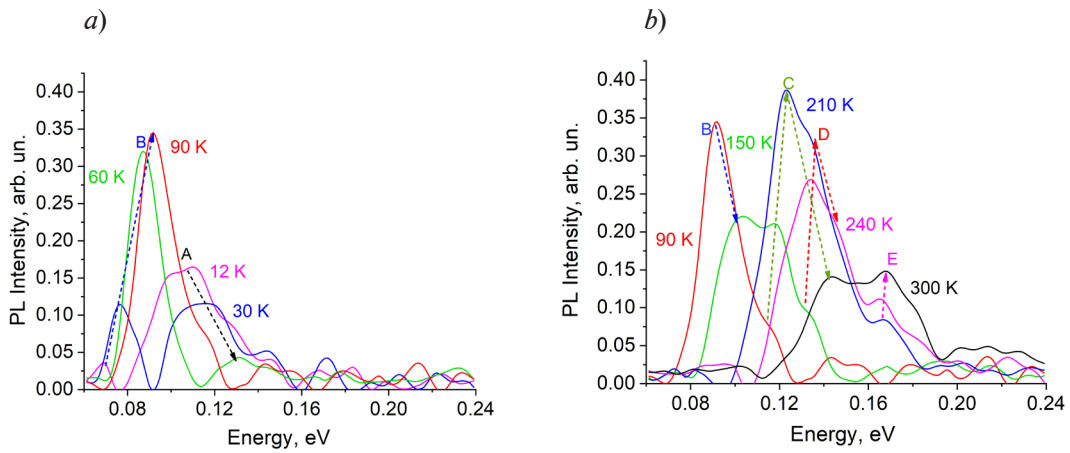 a)
PL Intensity, arb. un.
0.40
0.35
0.30
0.25
0.20
0.15
0.10
0.05
0.00
B
90 K
60 K
A
12 K
30 K
0.08 0.12 0.16 0.20 0.24
Energy, eV
b)
PL Intensity, arb. un.
0.40
0.35
0.30
0.25
0.20
0.15
0.10
0.05
0.00
C
210 K
B
150 K
D
90 K
240 K
E
300 K
0.08 0.12 0.16 0.20 0.24
Energy, eV